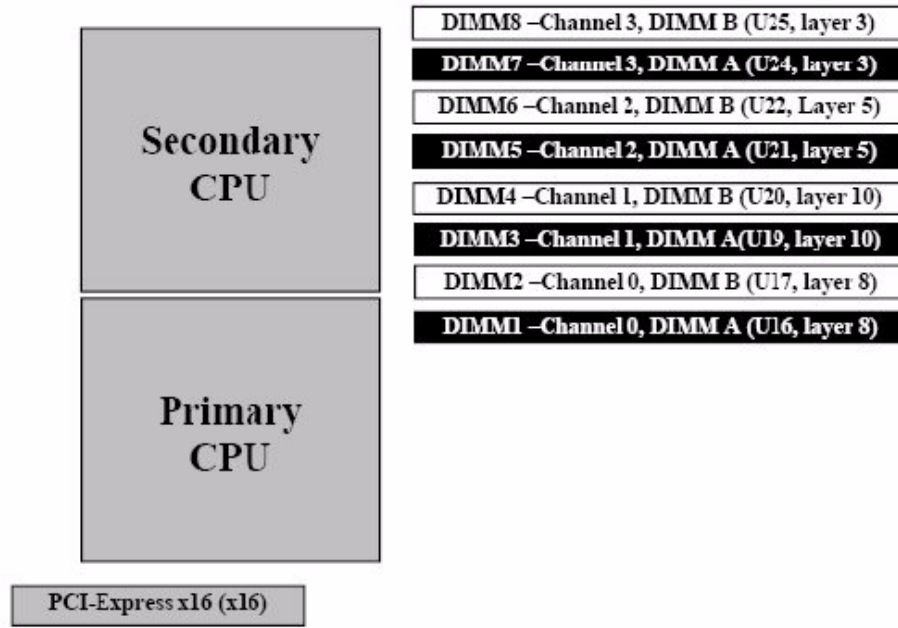 DIMM8 –Channel 3, DIMM B (U25, layer 3)
DIMM7 –Channel 3, DIMM A (U24, layer 3)
DIMM6 –Channel 2, DIMM B (U22, Layer 5)
DIMM5 –Channel 2, DIMM A (U21, layer 5)
DIMM4 –Channel 1, DIMM B (U20, layer 10)
DIMM3 –Channel 1, DIMM A(U19, layer 10)
DIMM2 –Channel 0, DIMM B (U17, layer 8)
DIMM1 –Channel 0, DIMM A (U16, layer 8)
Secondary
CPU
Primary
CPU
PCI-Express x16 (x16)